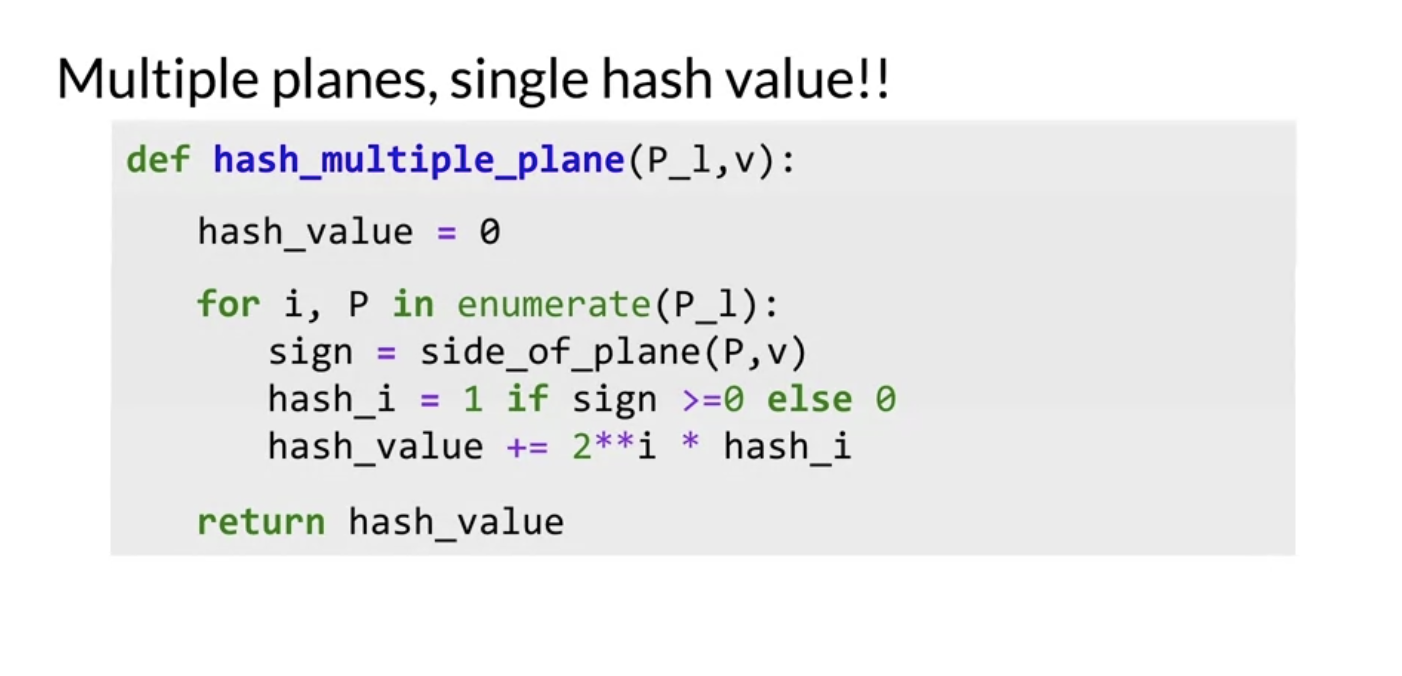 Multiple planes, single hash value!!
def hash_multiple_plane(P_l,v):
hash_value = 0
for i, P in enumerate(P_l):
sign = side_of_plane(P,v)
hash_i = 1 if sign >=0 else 0
hash_value += 2**i * hash_i
return hash_value